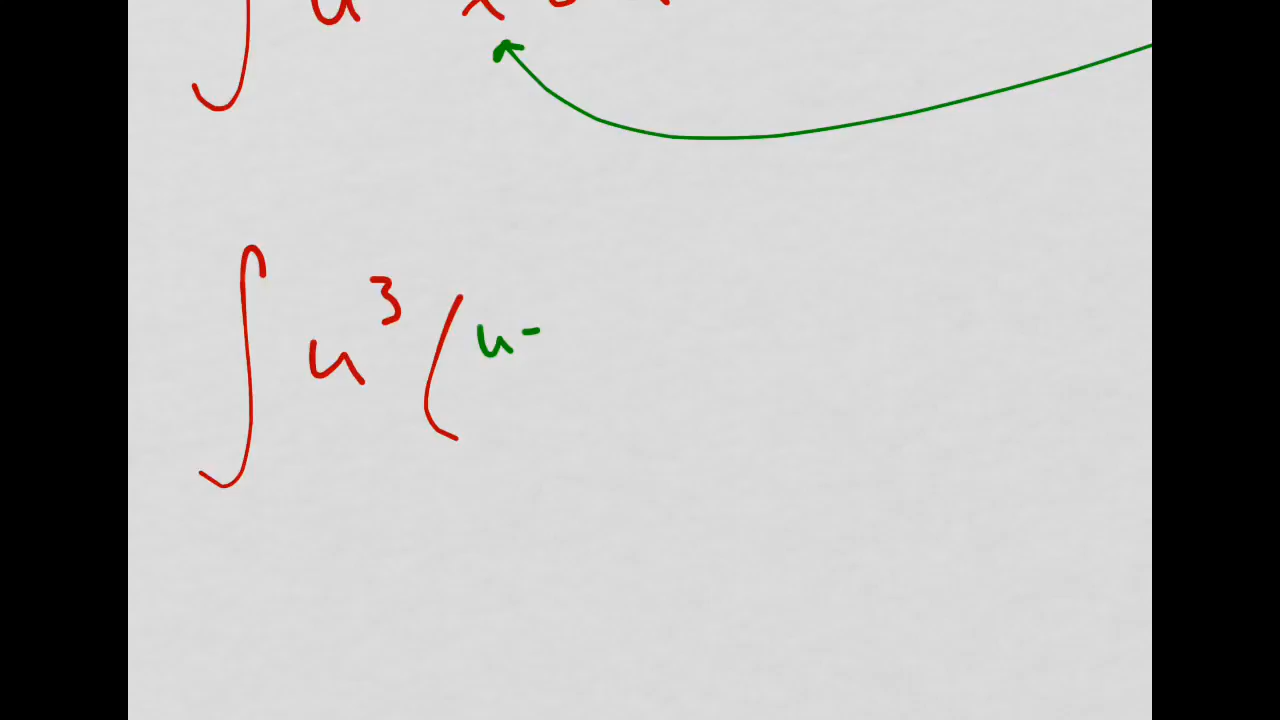 ∫ u x
∫ u³ ( u -